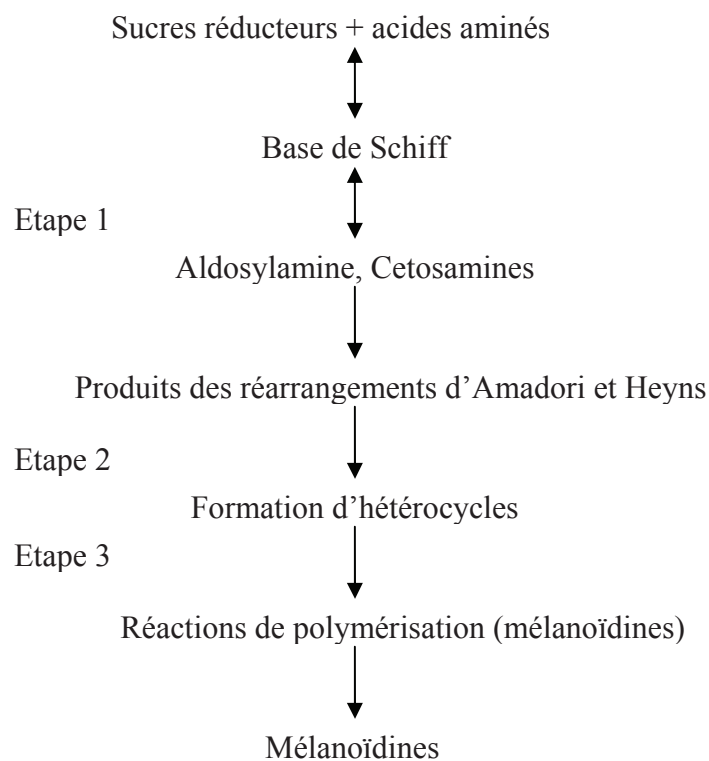 Sucres réducteurs + acides aminés
Base de Schiff
Etape 1
Aldosylamine, Cetosamines
Produits des réarrangements d’Amadori et Heyns
Etape 2
Formation d’hétérocycles
Etape 3
Réactions de polymérisation (mélanoïdines)
Mélanoïdines